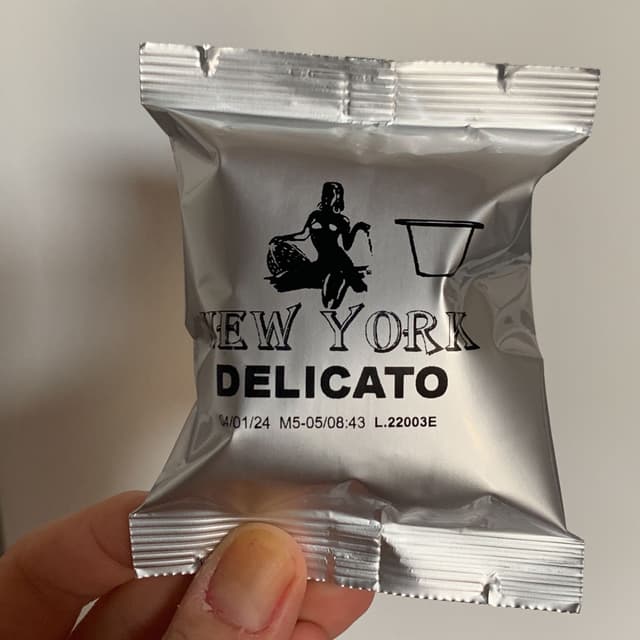 NEW YORK
DELICATO
04/01/24 M5-05/08:43 L.22003E